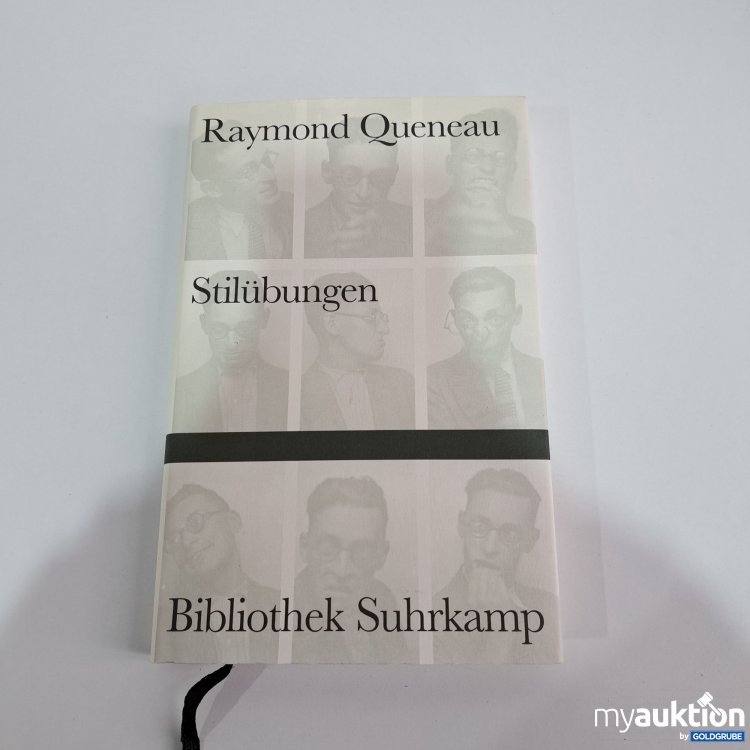 Raymond Queneau
Stilübungen
Bibliothek Suhrkamp
myauktion
by GOLDGRUBE